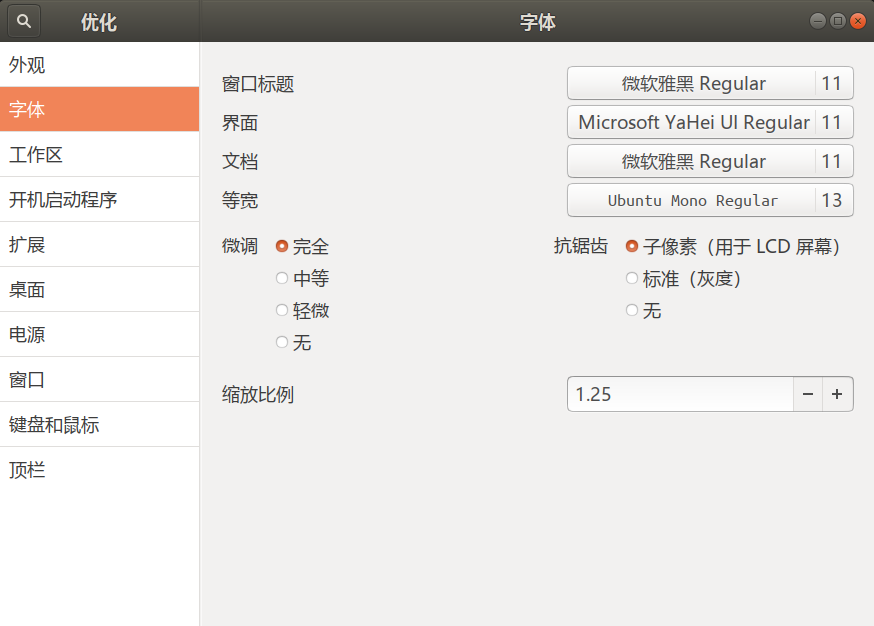 优化
字体
外观
字体
工作区
开机启动程序
扩展
桌面
电源
窗口
键盘和鼠标
顶栏
窗口标题 微软雅黑 Regular 11
界面 Microsoft YaHei UI Regular 11
文档 微软雅黑 Regular 11
等宽 Ubuntu Mono Regular 13
微调 完全
中等
轻微
无
抗锯齿 子像素（用于 LCD 屏幕）
标准（灰度）
无
缩放比例 1.25